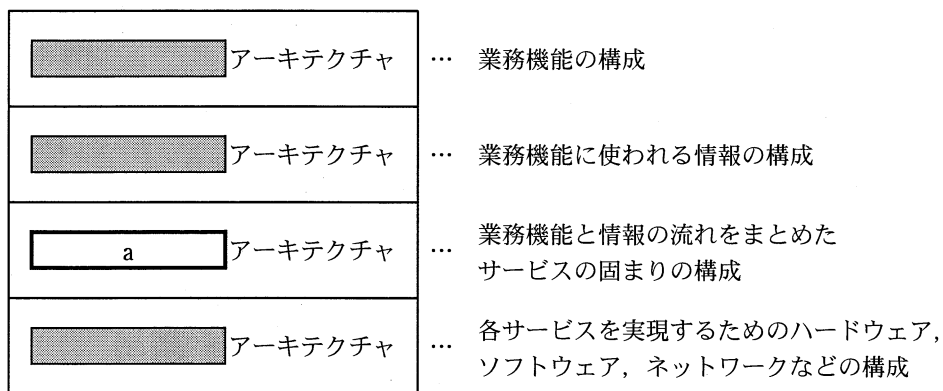 アーキテクチャ … 業務機能の構成
アーキテクチャ … 業務機能に使われる情報の構成
a アーキテクチャ … 業務機能と情報の流れをまとめた
サービスの固まりの構成
アーキテクチャ … 各サービスを実現するためのハードウェア，
ソフトウェア，ネットワークなどの構成